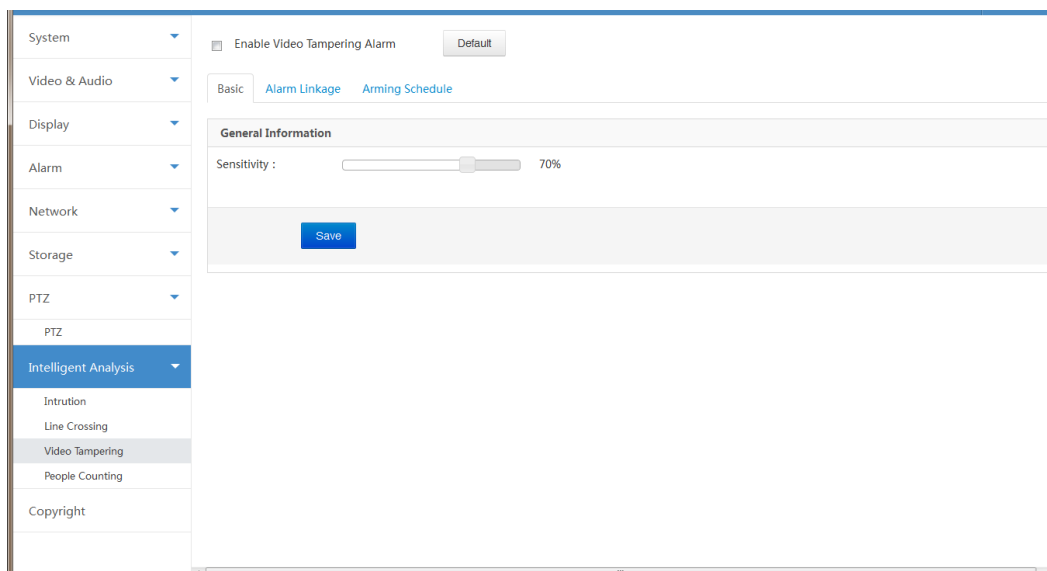 System
Video & Audio
Display
Alarm
Network
Storage
PTZ
PTZ
Intelligent Analysis
Intrution
Line Crossing
Video Tampering
People Counting
Copyright
Enable Video Tampering Alarm Default
Basic Alarm Linkage Arming Schedule
General Information
Sensitivity : 70%
Save